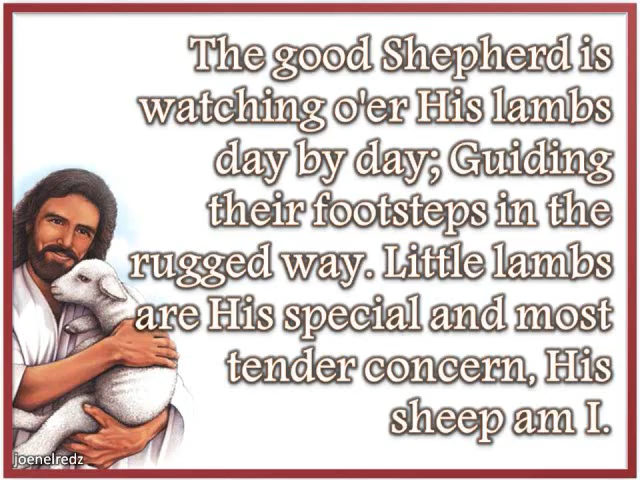 The good Shepherd is
watching o'er His lambs
day by day; Guiding
their footsteps in the
rugged way. Little lambs
are His special and most
tender concern, His
sheep am I.
joenelredz